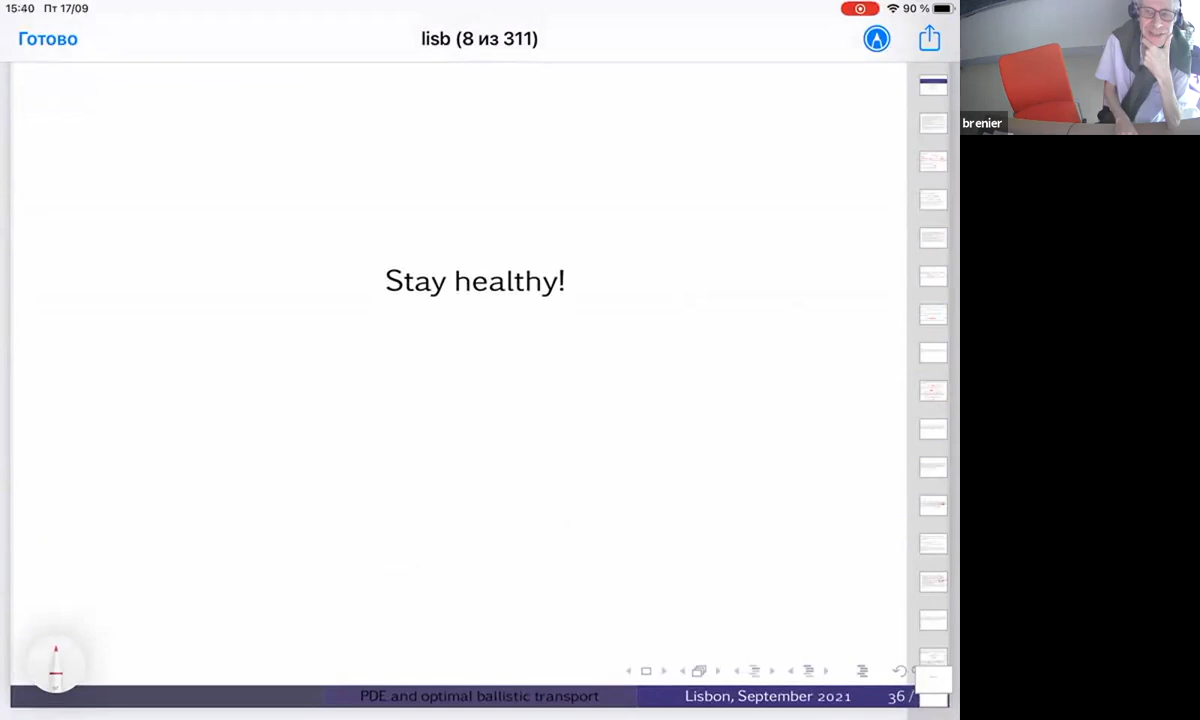 15:40 Пт 17/09
90 %
Готово
lisb (8 из 311)
brenier
Stay healthy!
PDE and optimal ballistic transport
Lisbon, September 2021
36 /